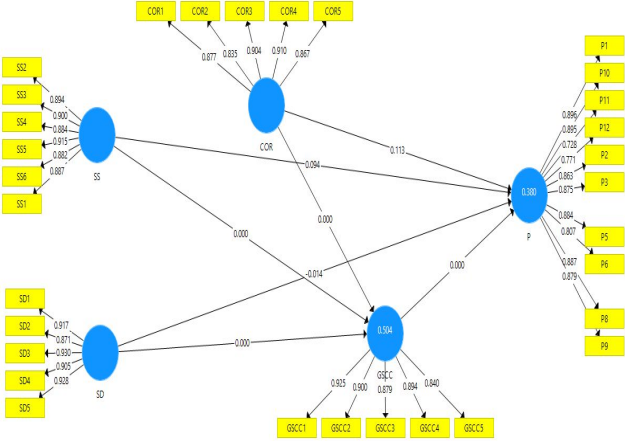 COR1 COR2 COR3 COR4 COR5
0.877 0.835 0.904 0.910 0.867
COR
SS2
SS3
SS4
SS5
SS6
SS1
0.894
0.900
0.884
0.915
0.882
0.887
SS
P1
P10
P11
P12
P2
P3
P5
P6
P8
P9
0.896
0.895
0.728
0.771
0.863
0.875
0.884
0.807
0.887
0.879
0.380
P
0.113
0.094
0.000
0.000
-0.014
0.000
0.000
SD1
SD2
SD3
SD4
SD5
0.917
0.871
0.930
0.905
0.928
SD
0.504
GSCC
0.925 0.900 0.879 0.894 0.840
GSCC1 GSCC2 GSCC3 GSCC4 GSCC5